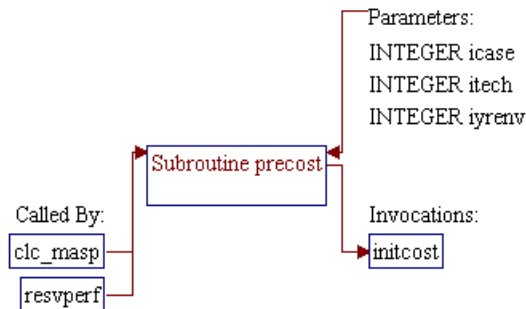 Parameters:
INTEGER icase
INTEGER itech
INTEGER iyrenv
Subroutine precost
Called By:
clc_masp
resvperf
Invocations:
initcost